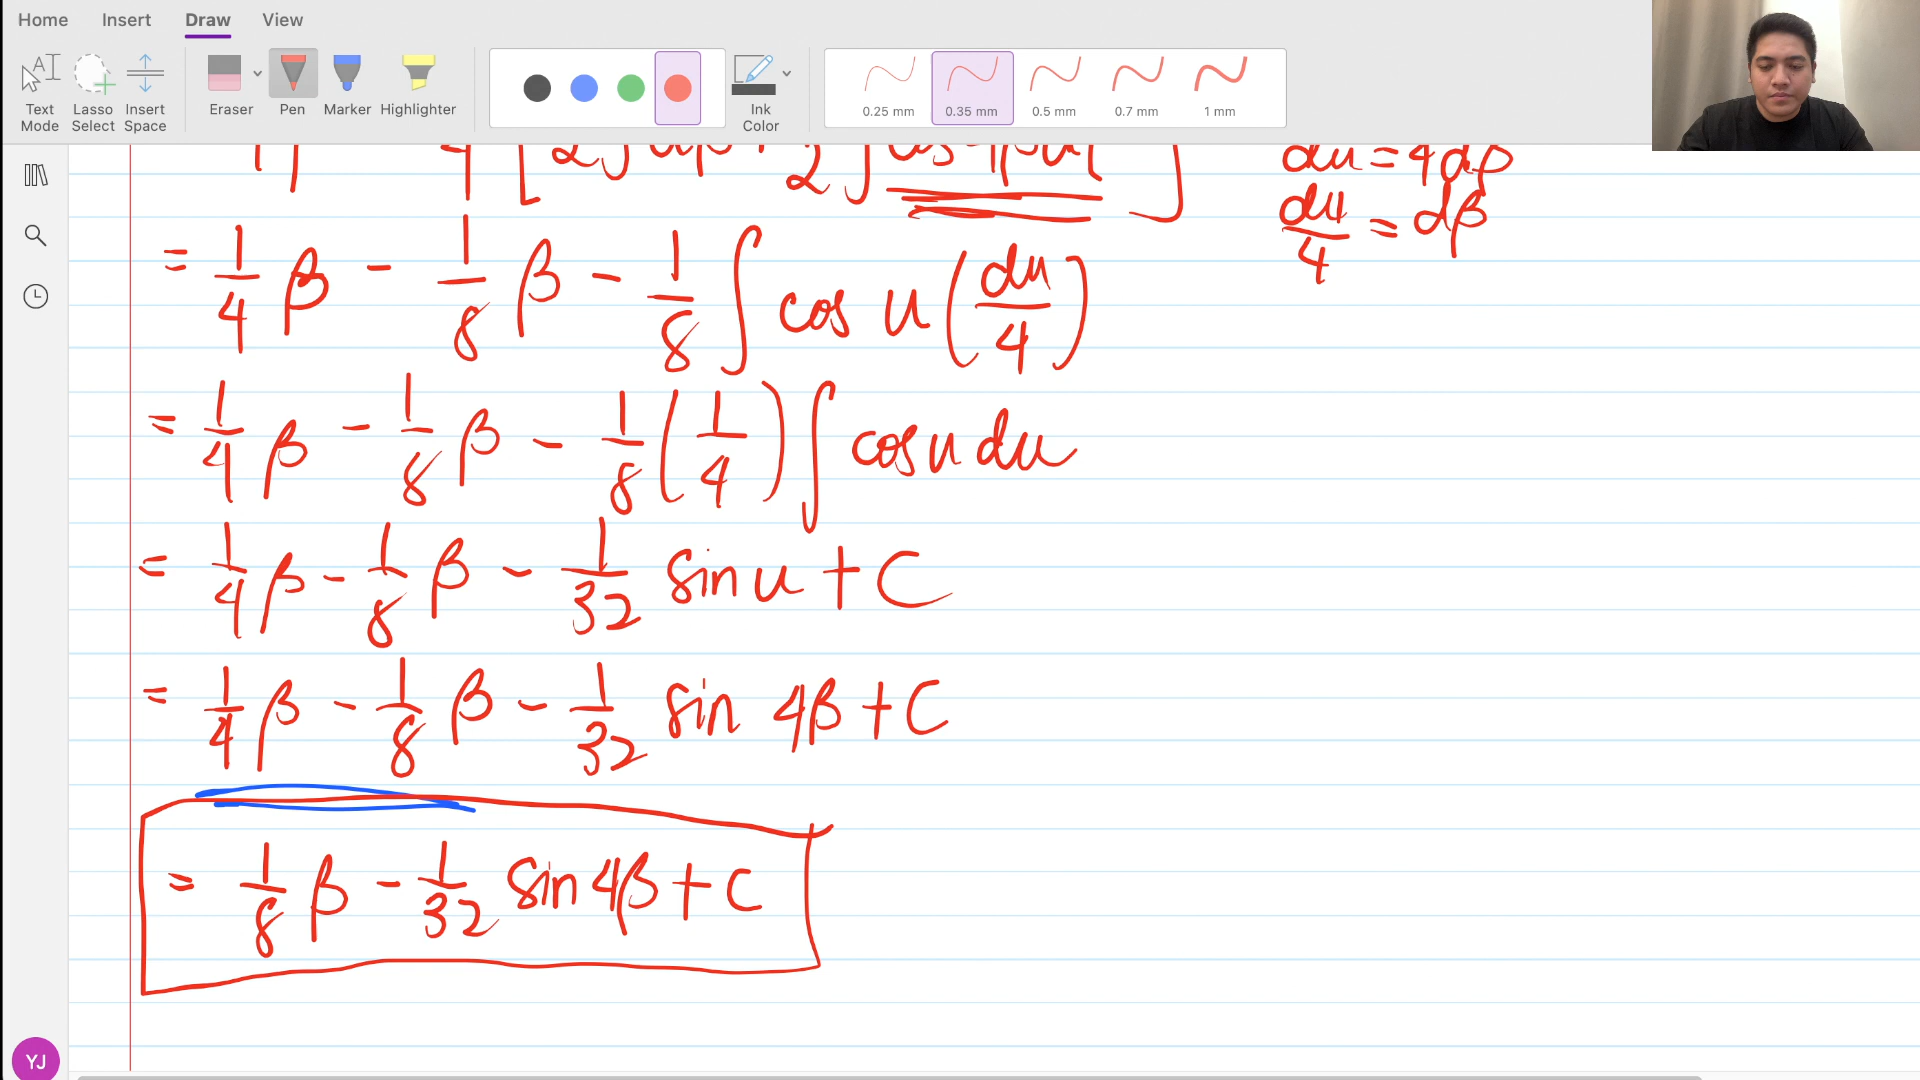 Home Insert Draw View
Text Mode
Lasso Select
Insert Space
Eraser
Pen
Marker
Highlighter
Ink Color
0.25 mm
0.35 mm
0.5 mm
0.7 mm
1 mm
du = 4dβ
du/4 = dβ
= 1/4 β - 1/8 β - 1/8 ∫ cos u (du/4)
= 1/4 β - 1/8 β - 1/8 (1/4) ∫ cos u du
= 1/4 β - 1/8 β - 1/32 sin u + C
= 1/4 β - 1/8 β - 1/32 sin 4β + C
= 1/8 β - 1/32 sin 4β + C
YJ